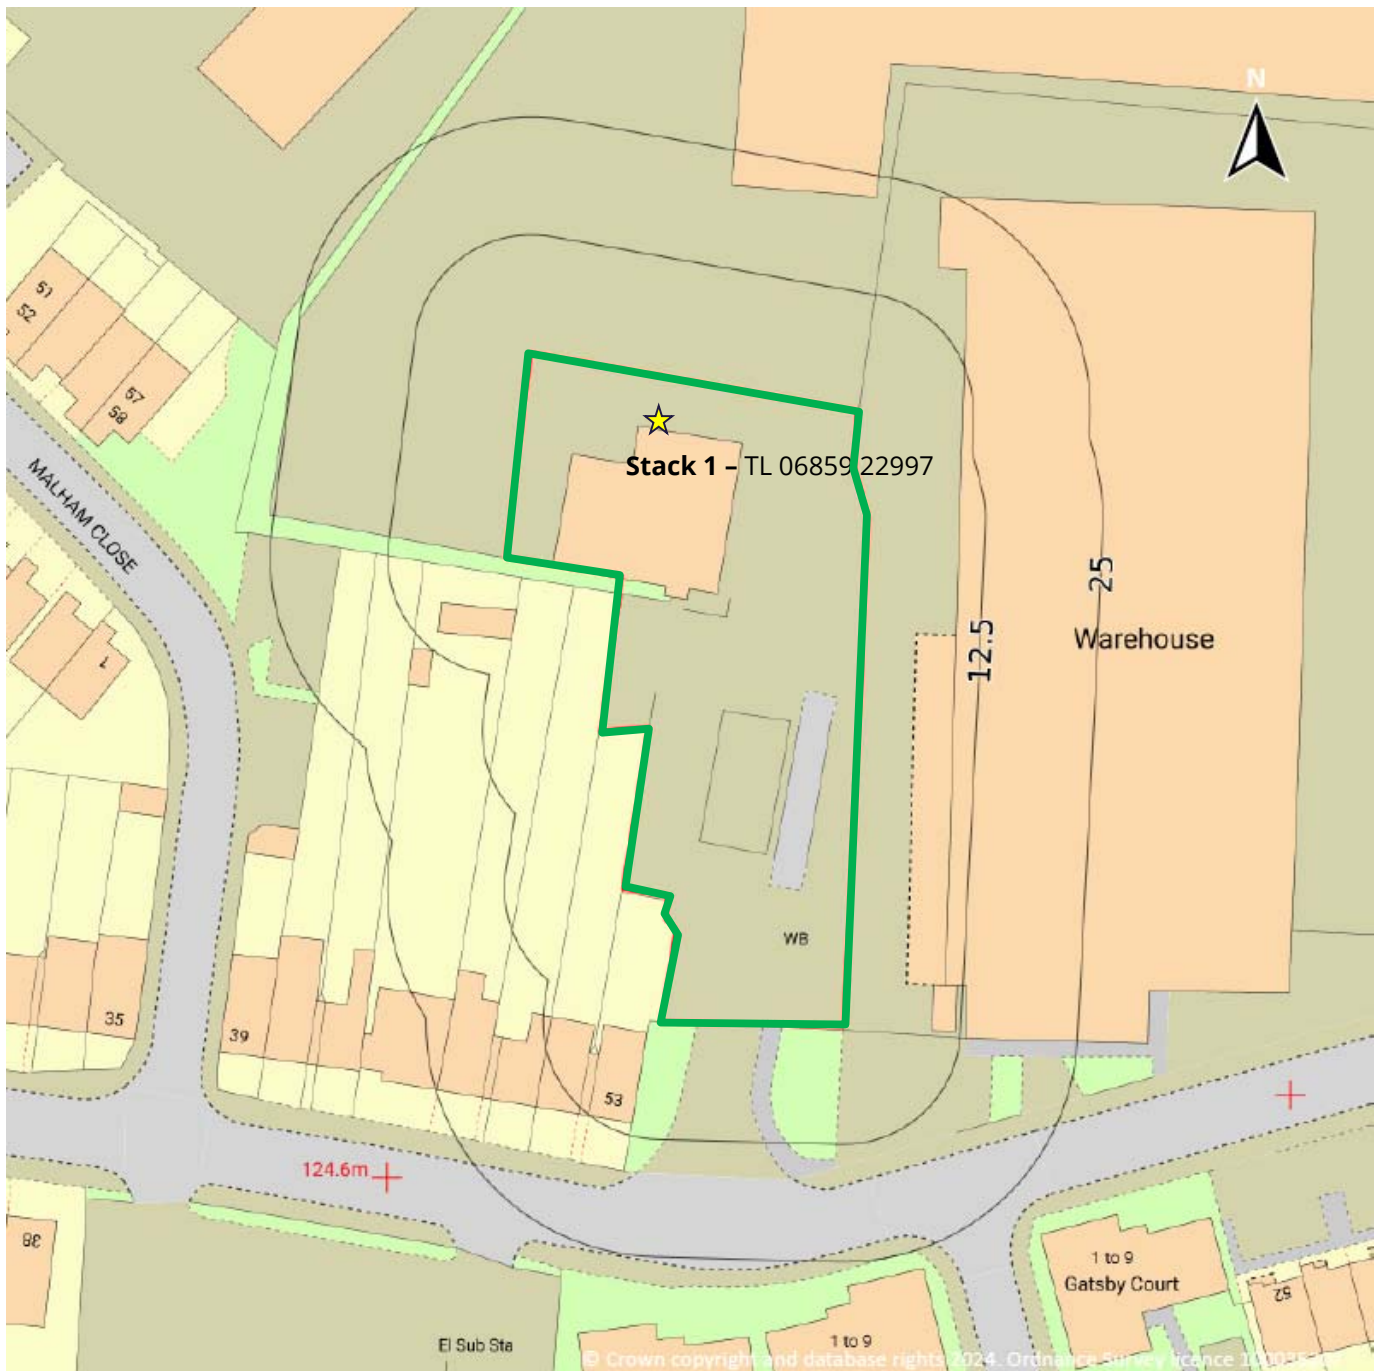 N
51
52
57
58
Stack 1 – TL 06859 22997
MALHAM CLOSE
1
25
12.5
Warehouse
WB
35
39
53
124.6m
38
1 to 9
Gatsby Court
52
El Sub Sta
1 to 9
© Crown copyright and database rights 2024. Ordnance Survey licence